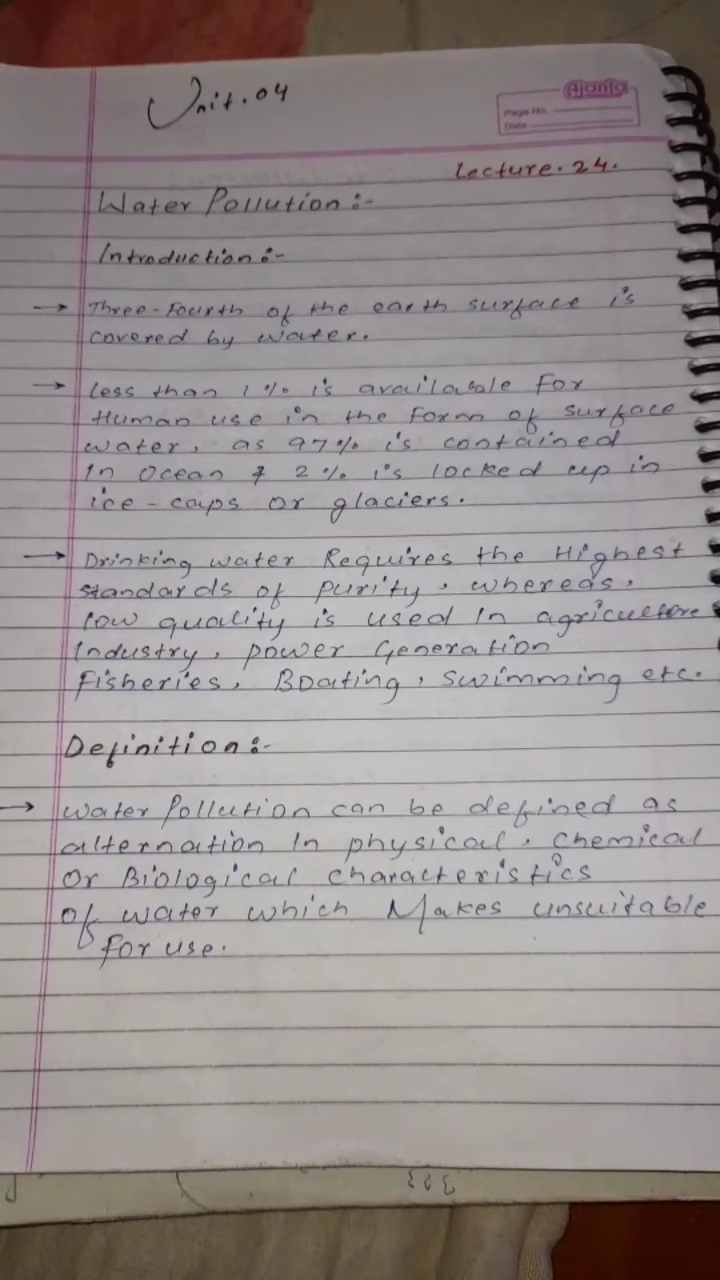 Unit. 04
Ajanta
Page No.
Date
Lecture. 24.
Water Pollution :-
Introduction :-
→ Three-Fourth of the earth surface is
covered by water.
→ Less than 1% is available For
Human use in the Form of surface
water, as 97% is contained
In Ocean & 2% is locked up in
ice-caps or glaciers.
→ Drinking water Requires the Highest
standards of purity, whereas,
low quality is used In agriculture
Industry, power Generation
Fisheries, Boating, swimming etc.
Definition :-
→ Water Pollution can be defined as
alternation In physical, chemical
Or Biological characteristics
Of water which Makes unsuitable
for use.
323